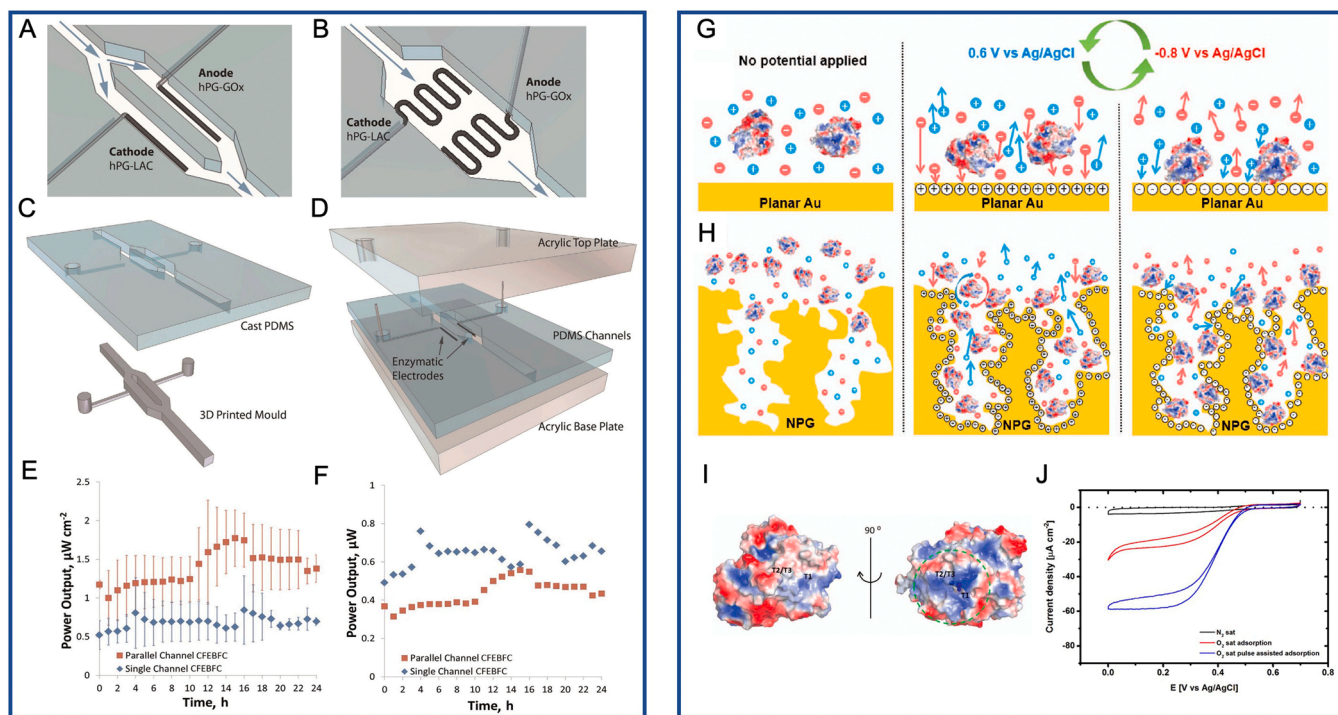 A
Anode
hPG-GOx
Cathode
hPG-LAC
B
Anode
hPG-GOx
Cathode
hPG-LAC
C
Cast PDMS
3D Printed Mould
D
Acrylic Top Plate
PDMS Channels
Enzymatic
Electrodes
Acrylic Base Plate
E
Power Output, µW cm-2
2.5
2
1.5
1
0.5
0
Parallel Channel CFEBFC
Single Channel CFEBFC
0 2 4 6 8 10 12 14 16 18 20 22 24
Time, h
F
Power Output, µW
1
0.8
0.6
0.4
0.2
0
Parallel Channel CFEBFC
Single Channel CFEBFC
0 2 4 6 8 10 12 14 16 18 20 22 24
Time, h
G
No potential applied
0.6 V vs Ag/AgCl
-0.8 V vs Ag/AgCl
Planar Au
Planar Au
Planar Au
H
NPG
NPG
NPG
I
T2/T3
T1
90 º
T2/T3
T1
J
Current density [µA cm-2]
0
-20
-40
-60
-80
N2 sat
O2 sat adsorption
O2 sat pulse assisted adsorption
0.0 0.2 0.4 0.6 0.8
E [V vs Ag/AgCl]